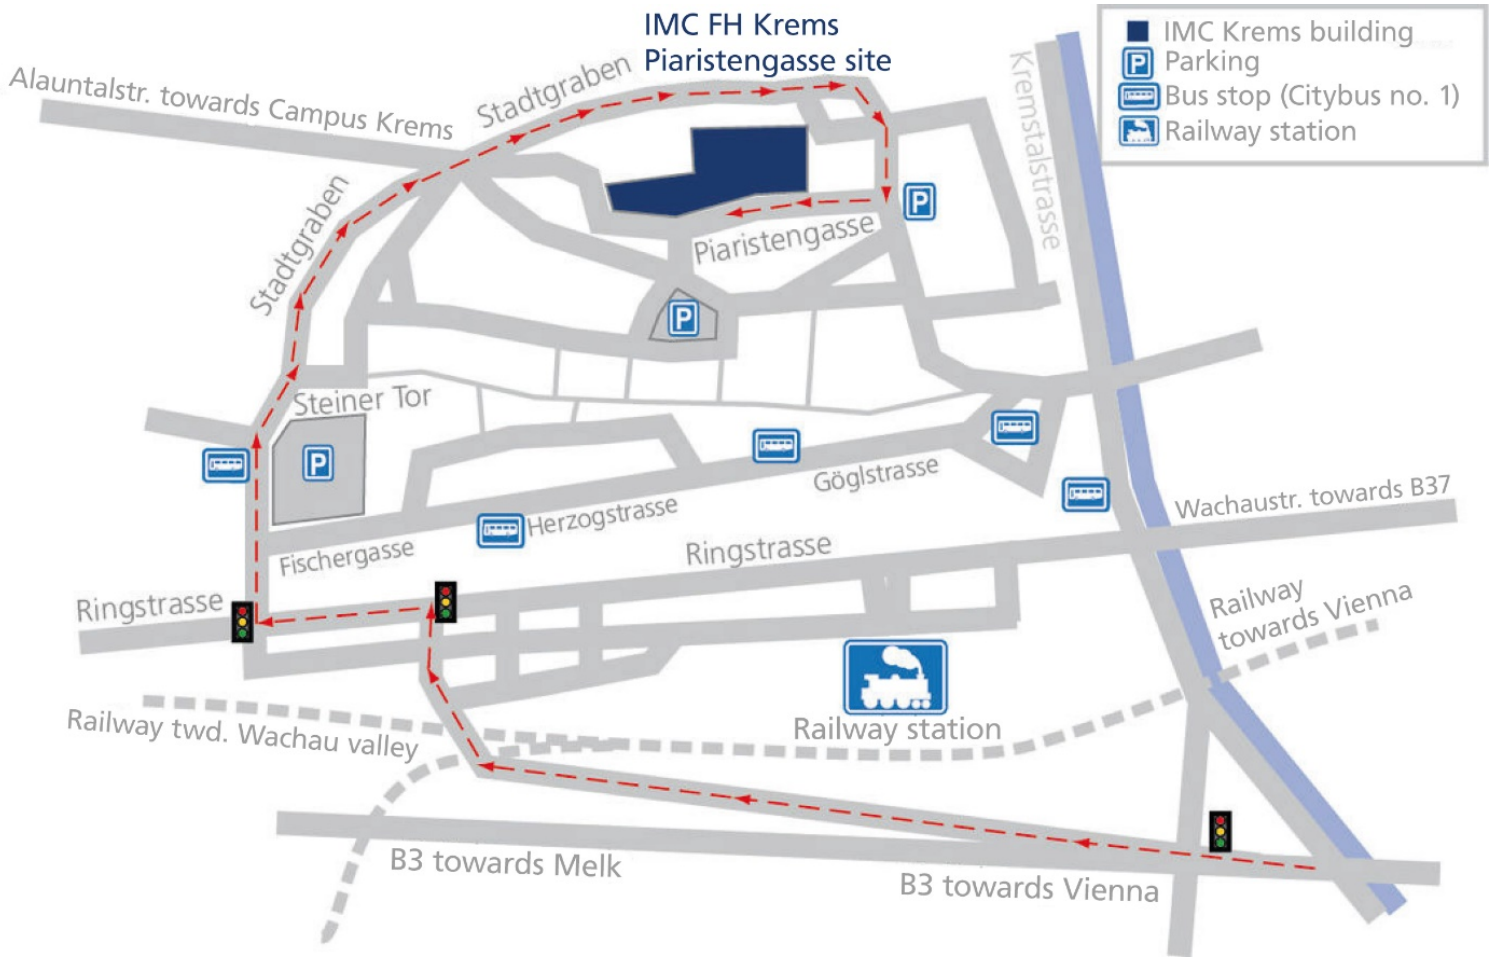 IMC FH Krems
Piaristengasse site
IMC Krems building
P Parking
Bus stop (Citybus no. 1)
Railway station
Alauntalstr. towards Campus Krems
Stadtgraben
Kremstalstrasse
Stadtgraben
P
Piaristengasse
P
Steiner Tor
P
Göglstrasse
Herzogstrasse
Wachaustr. towards B37
Fischergasse
Ringstrasse
Ringstrasse
Railway
towards Vienna
Railway twd. Wachau valley
Railway station
B3 towards Melk
B3 towards Vienna